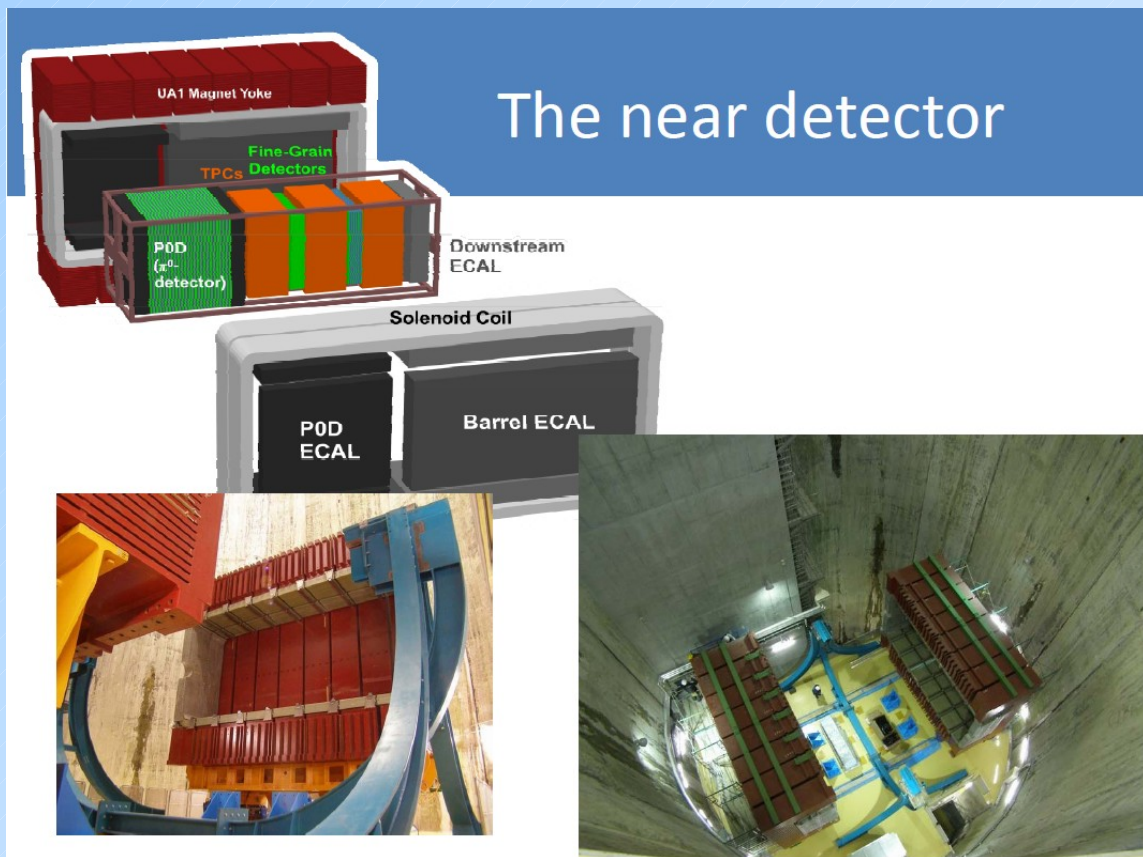 The near detector
UA1 Magnet Yoke
Fine-Grain
Detectors
TPCs
P0D
(π⁰-
detector)
Downstream
ECAL
Solenoid Coil
P0D
ECAL
Barrel ECAL